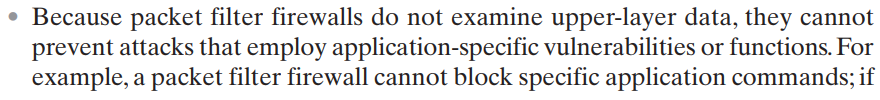 • Because packet filter firewalls do not examine upper-layer data, they cannot
prevent attacks that employ application-specific vulnerabilities or functions. For
example, a packet filter firewall cannot block specific application commands; if